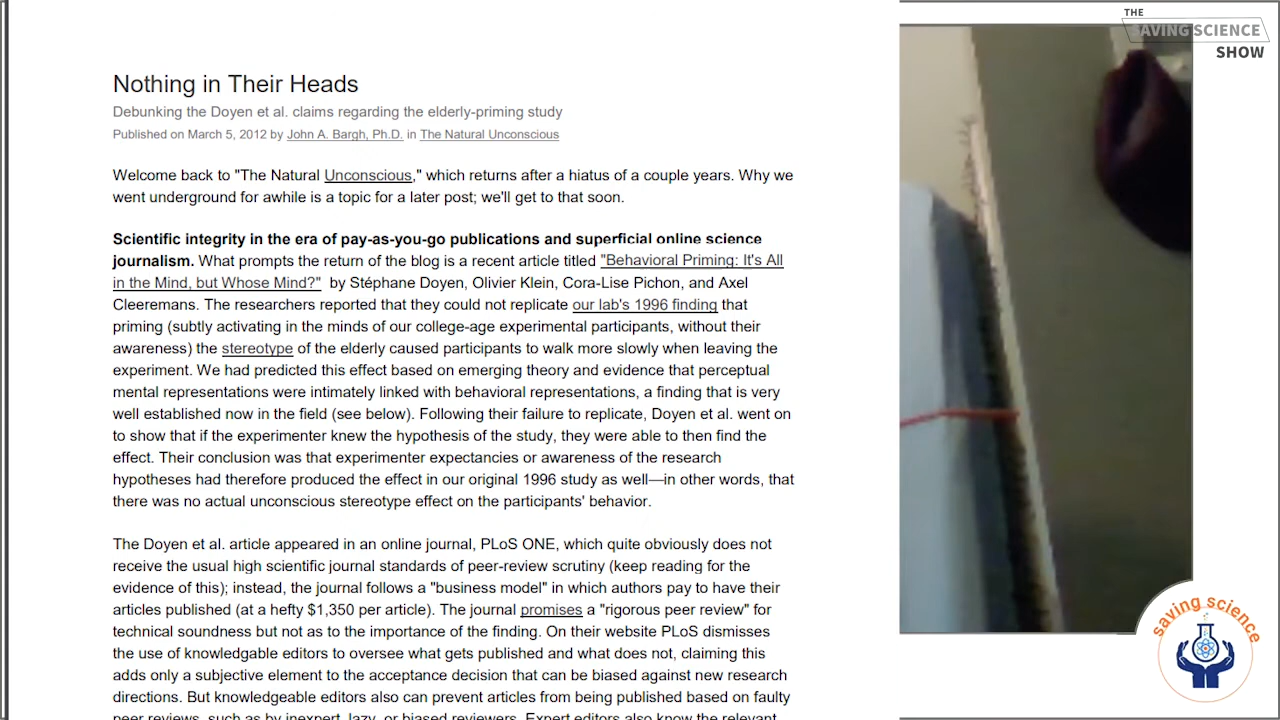 Nothing in Their Heads
Debunking the Doyen et al. claims regarding the elderly-priming study
Published on March 5, 2012 by John A. Bargh, Ph.D. in The Natural Unconscious
Welcome back to "The Natural Unconscious," which returns after a hiatus of a couple years. Why we
went underground for awhile is a topic for a later post; we'll get to that soon.
Scientific integrity in the era of pay-as-you-go publications and superficial online science
journalism. What prompts the return of the blog is a recent article titled "Behavioral Priming: It's All
in the Mind, but Whose Mind?" by Stéphane Doyen, Olivier Klein, Cora-Lise Pichon, and Axel
Cleeremans. The researchers reported that they could not replicate our lab's 1996 finding that
priming (subtly activating in the minds of our college-age experimental participants, without their
awareness) the stereotype of the elderly caused participants to walk more slowly when leaving the
experiment. We had predicted this effect based on emerging theory and evidence that perceptual
mental representations were intimately linked with behavioral representations, a finding that is very
well established now in the field (see below). Following their failure to replicate, Doyen et al. went on
to show that if the experimenter knew the hypothesis of the study, they were able to then find the
effect. Their conclusion was that experimenter expectancies or awareness of the research
hypotheses had therefore produced the effect in our original 1996 study as well—in other words, that
there was no actual unconscious stereotype effect on the participants' behavior.
The Doyen et al. article appeared in an online journal, PLoS ONE, which quite obviously does not
receive the usual high scientific journal standards of peer-review scrutiny (keep reading for the
evidence of this); instead, the journal follows a "business model" in which authors pay to have their
articles published (at a hefty $1,350 per article). The journal promises a "rigorous peer review" for
technical soundness but not as to the importance of the finding. On their website PLoS dismisses
the use of knowledgable editors to oversee what gets published and what does not, claiming this
adds only a subjective element to the acceptance decision that can be biased against new research
directions. But knowledgeable editors also can prevent articles from being published based on faulty
peer reviews, such as by inexpert, lazy, or biased reviewers. Expert editors also know the relevant
THE
SAVING SCIENCE
SHOW
saving science